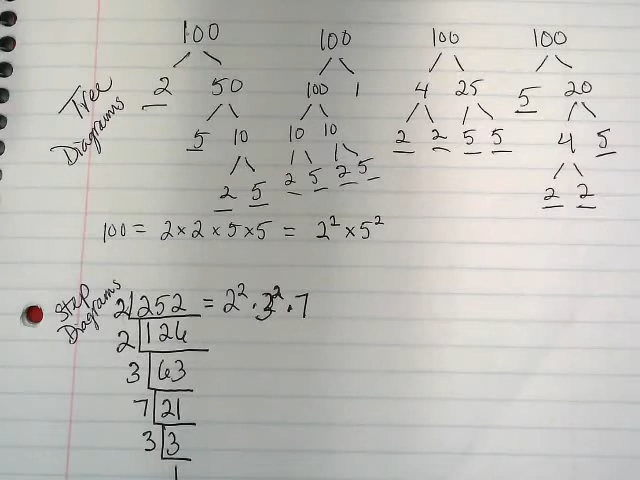 Tree Diagrams
100 100 100 100
2 50 100 1 4 25 5 20
5 10 10 10 2 2 5 5 4 5
2 5 2 5 2 5 2 2
100 = 2 × 2 × 5 × 5 = 2² × 5²
Step Diagrams
2 252 = 2² · 3² · 7
2 126
3 63
7 21
3 3
1